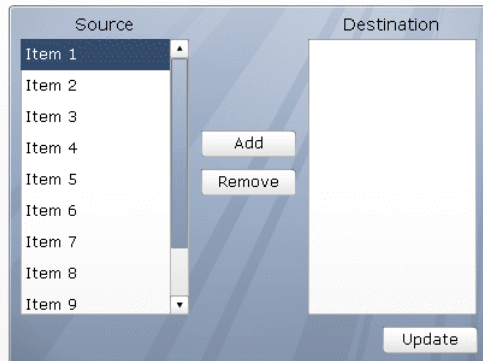 Source
Destination
Item 1
Item 2
Item 3
Item 4
Item 5
Item 6
Item 7
Item 8
Item 9
Add
Remove
Update